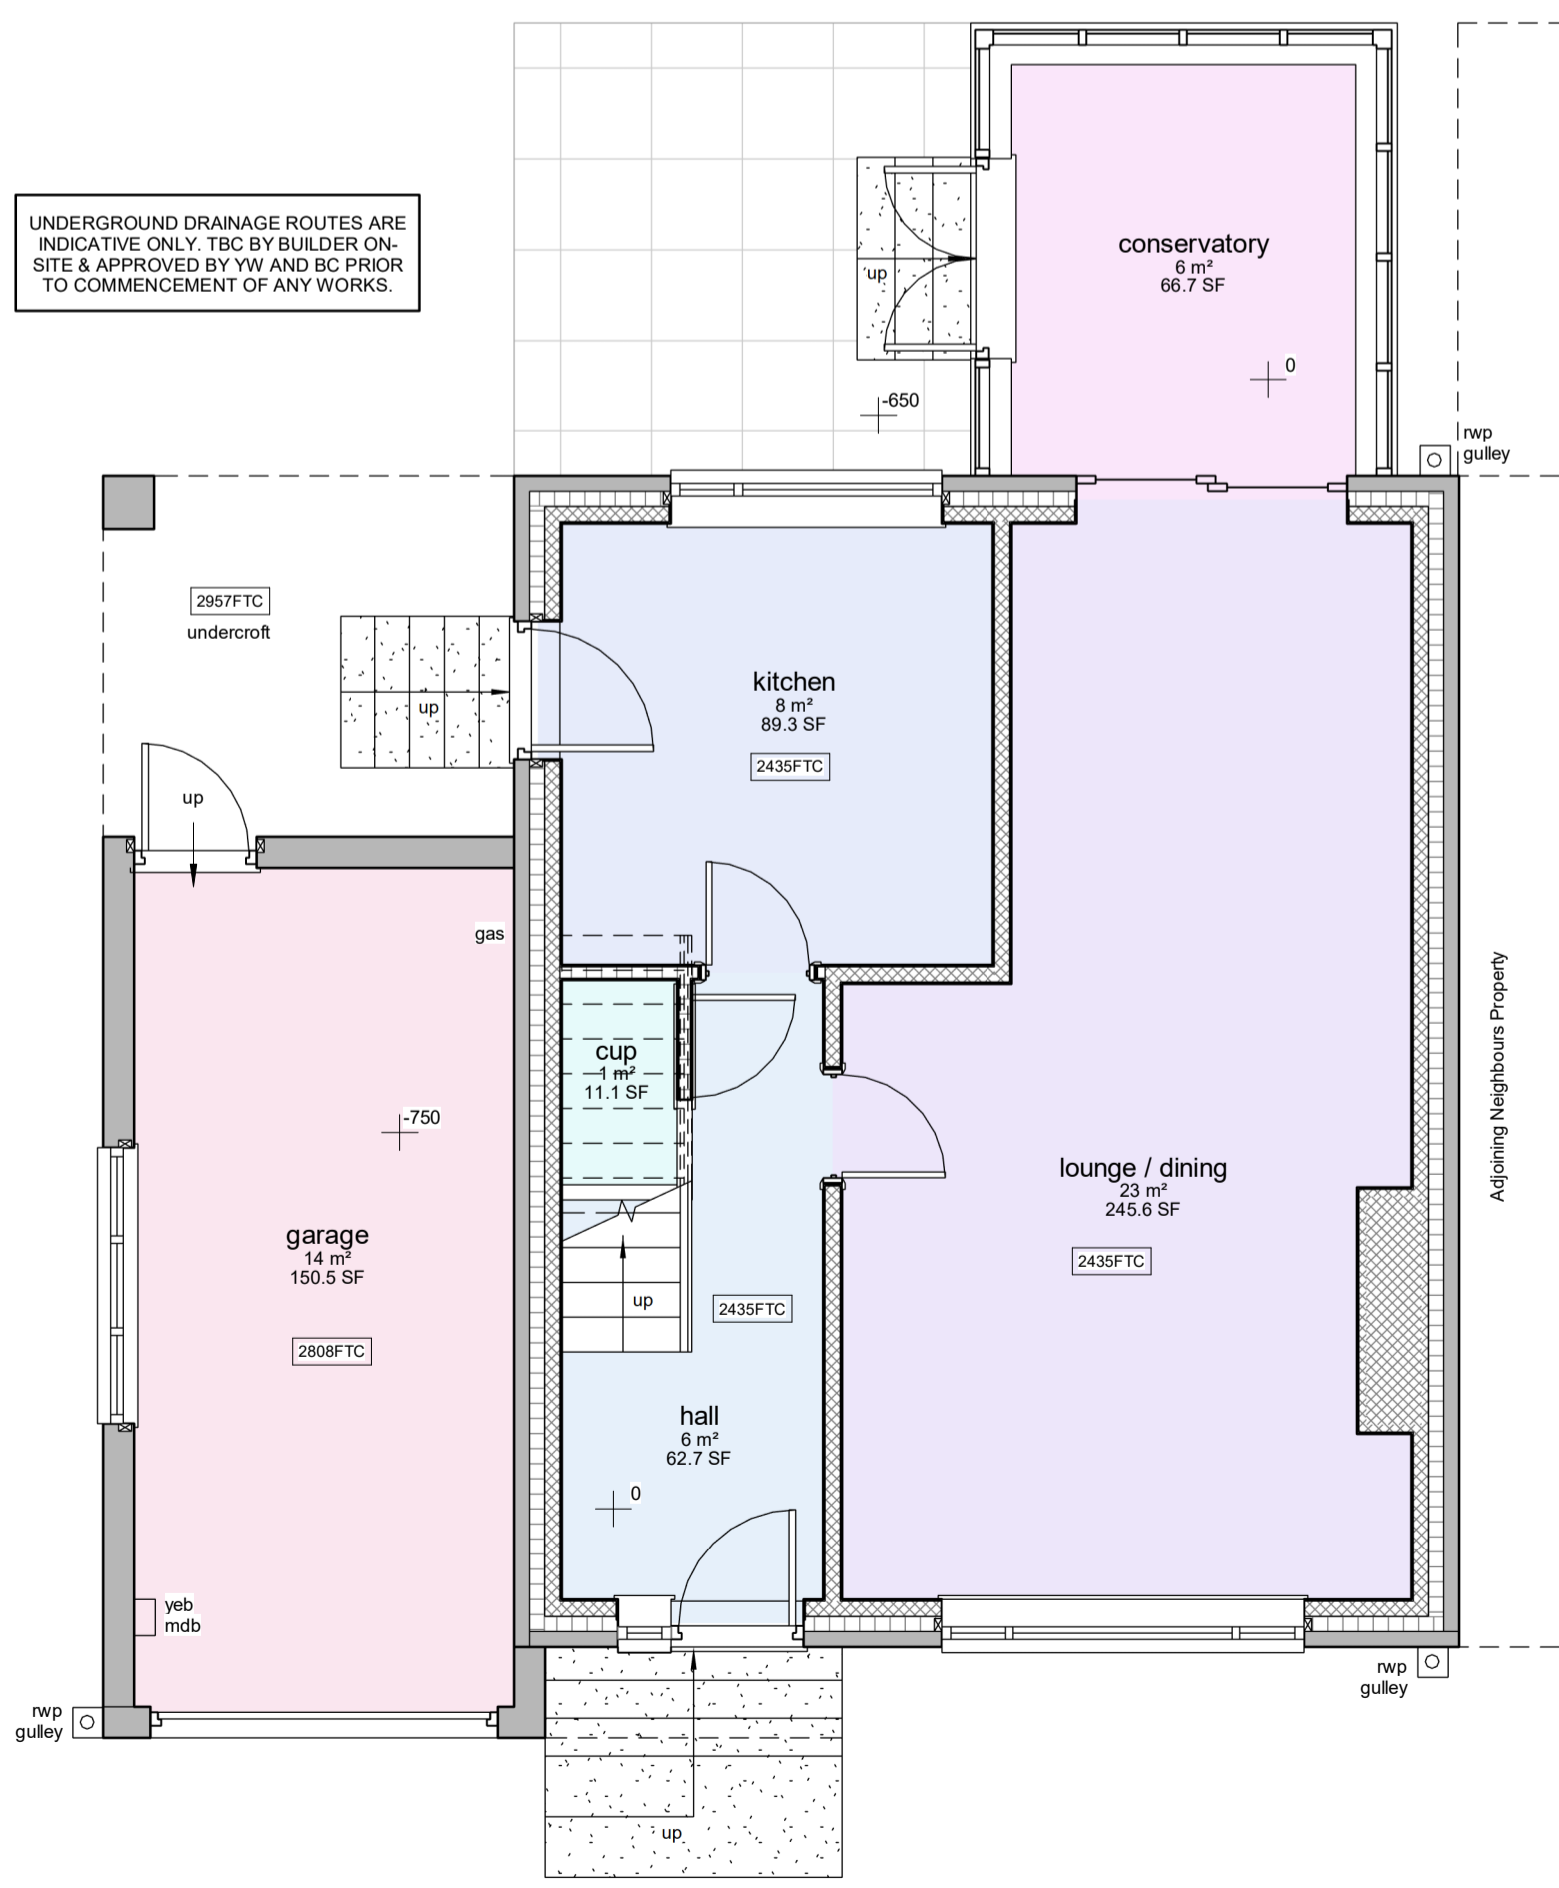 UNDERGROUND DRAINAGE ROUTES ARE
INDICATIVE ONLY. TBC BY BUILDER ON-
SITE & APPROVED BY YW AND BC PRIOR
TO COMMENCEMENT OF ANY WORKS.
conservatory
6 m²
66.7 SF
up
0
-650
rwp
gulley
2957FTC
undercroft
up
kitchen
8 m²
89.3 SF
2435FTC
up
gas
cup
1 m²
11.1 SF
-750
Adjoining Neighbours Property
lounge / dining
23 m²
245.6 SF
2435FTC
garage
14 m²
150.5 SF
2808FTC
up
2435FTC
hall
6 m²
62.7 SF
0
yeb
mdb
rwp
gulley
rwp
gulley
up